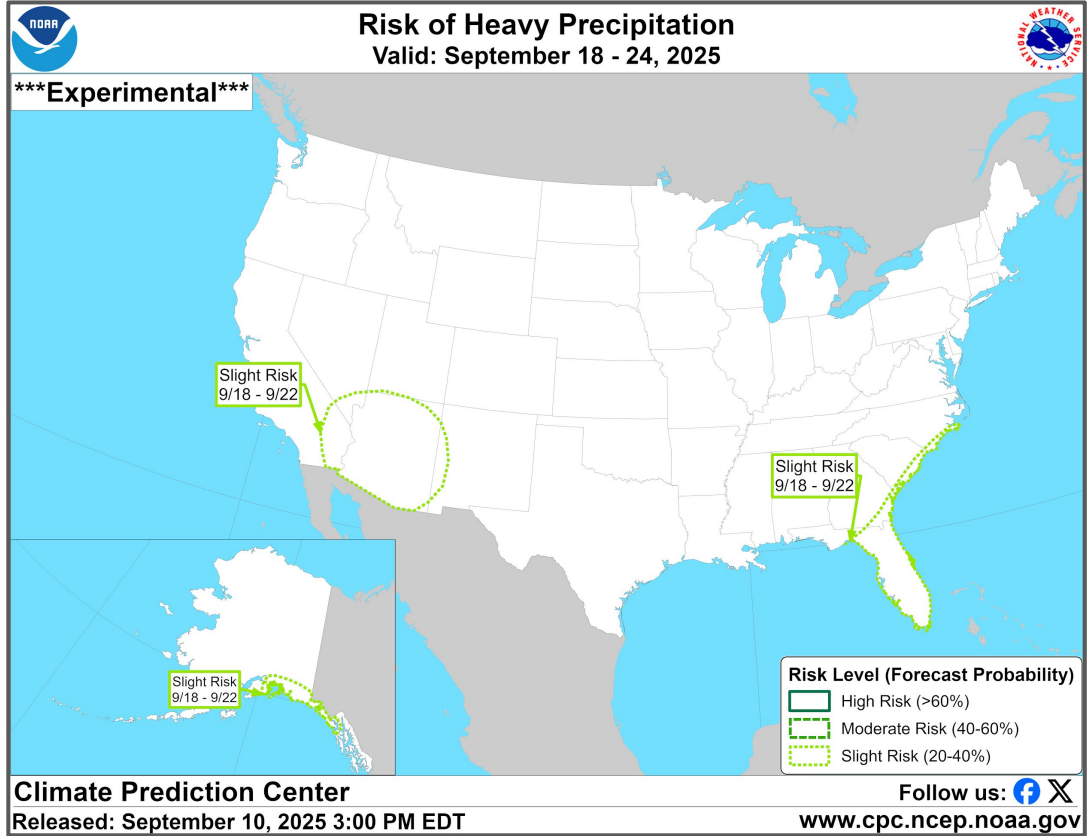 NOAA
Risk of Heavy Precipitation
Valid: September 18 - 24, 2025
NATIONAL WEATHER SERVICE
***Experimental***
Slight Risk
9/18 - 9/22
Slight Risk
9/18 - 9/22
Slight Risk
9/18 - 9/22
Risk Level (Forecast Probability)
High Risk (>60%)
Moderate Risk (40-60%)
Slight Risk (20-40%)
Climate Prediction Center
Follow us:
Released: September 10, 2025 3:00 PM EDT
www.cpc.ncep.noaa.gov